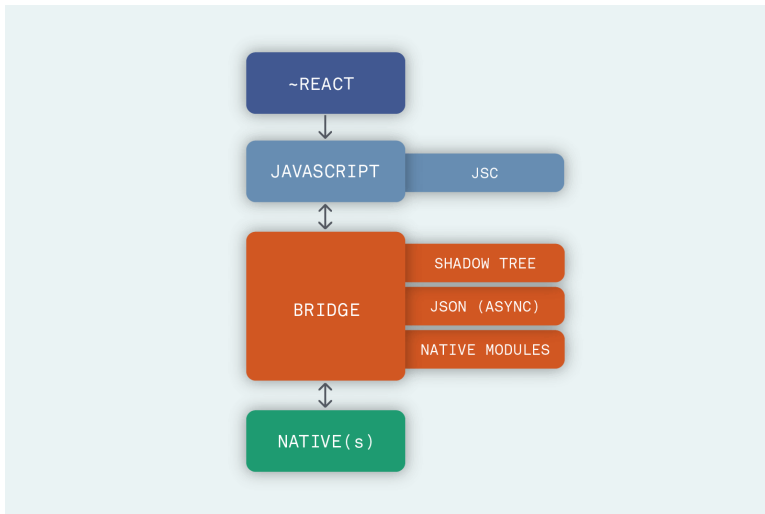 ~REACT
JAVASCRIPT
JSC
BRIDGE
SHADOW TREE
JSON (ASYNC)
NATIVE MODULES
NATIVE(s)